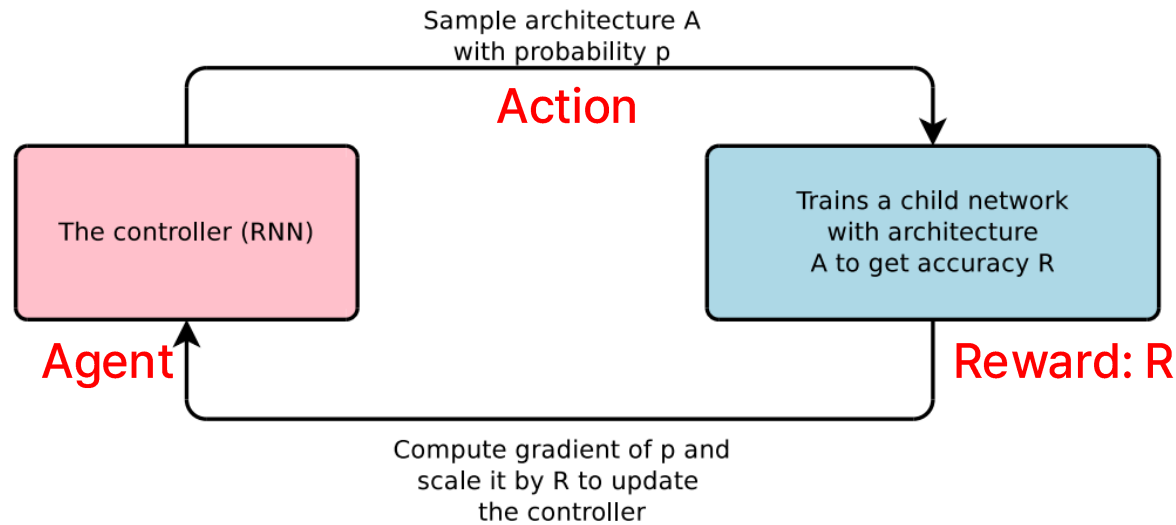 Sample architecture A
with probability p
Action
The controller (RNN)
Trains a child network
with architecture
A to get accuracy R
Agent
Reward: R
Compute gradient of p and
scale it by R to update
the controller